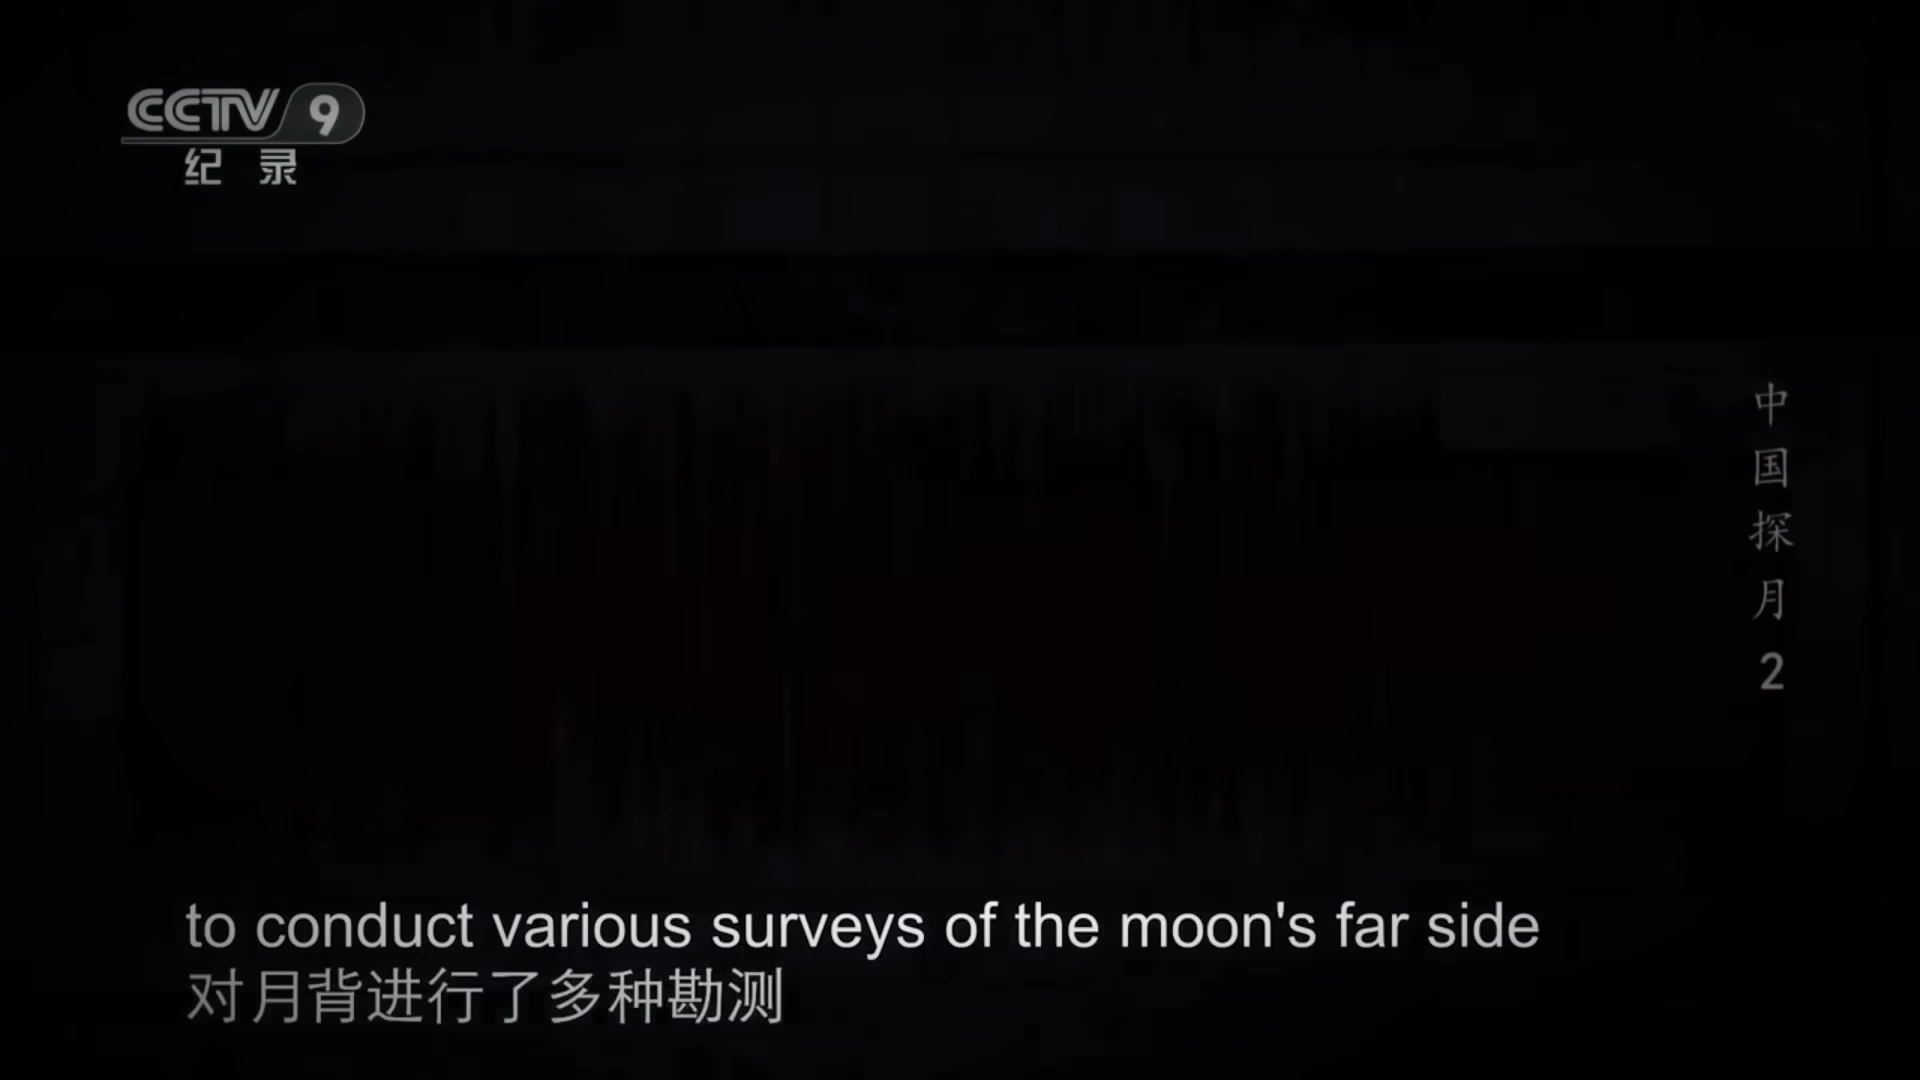 CCTV 9
纪 录
中国探月2
to conduct various surveys of the moon's far side
对月背进行了多种勘测